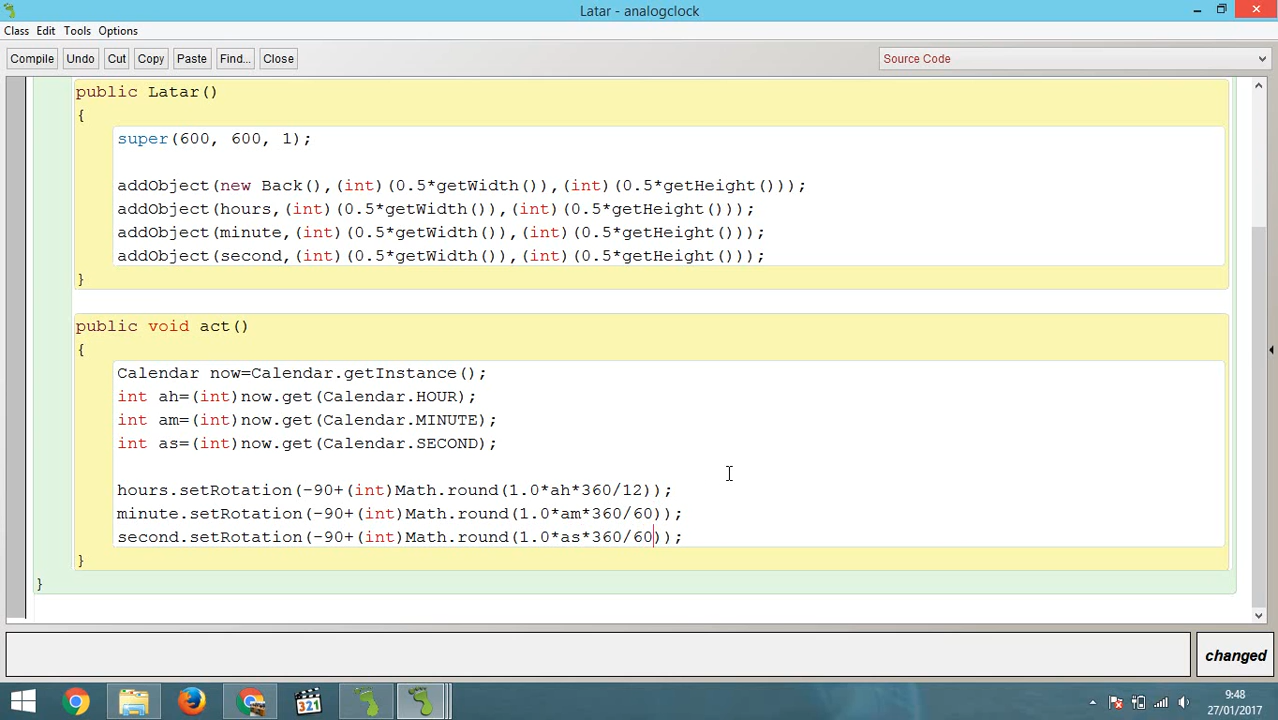 Latar - analogclock
Class Edit Tools Options
Compile Undo Cut Copy Paste Find... Close Source Code
public Latar()
{
super(600, 600, 1);
addObject(new Back(),(int)(0.5*getWidth()),(int)(0.5*getHeight()));
addObject(hours,(int)(0.5*getWidth()),(int)(0.5*getHeight()));
addObject(minute,(int)(0.5*getWidth()),(int)(0.5*getHeight()));
addObject(second,(int)(0.5*getWidth()),(int)(0.5*getHeight()));
}
public void act()
{
Calendar now=Calendar.getInstance();
int ah=(int)now.get(Calendar.HOUR);
int am=(int)now.get(Calendar.MINUTE);
int as=(int)now.get(Calendar.SECOND);
hours.setRotation(-90+(int)Math.round(1.0*ah*360/12));
minute.setRotation(-90+(int)Math.round(1.0*am*360/60));
second.setRotation(-90+(int)Math.round(1.0*as*360/60));
}
}
changed
321
9:48
27/01/2017